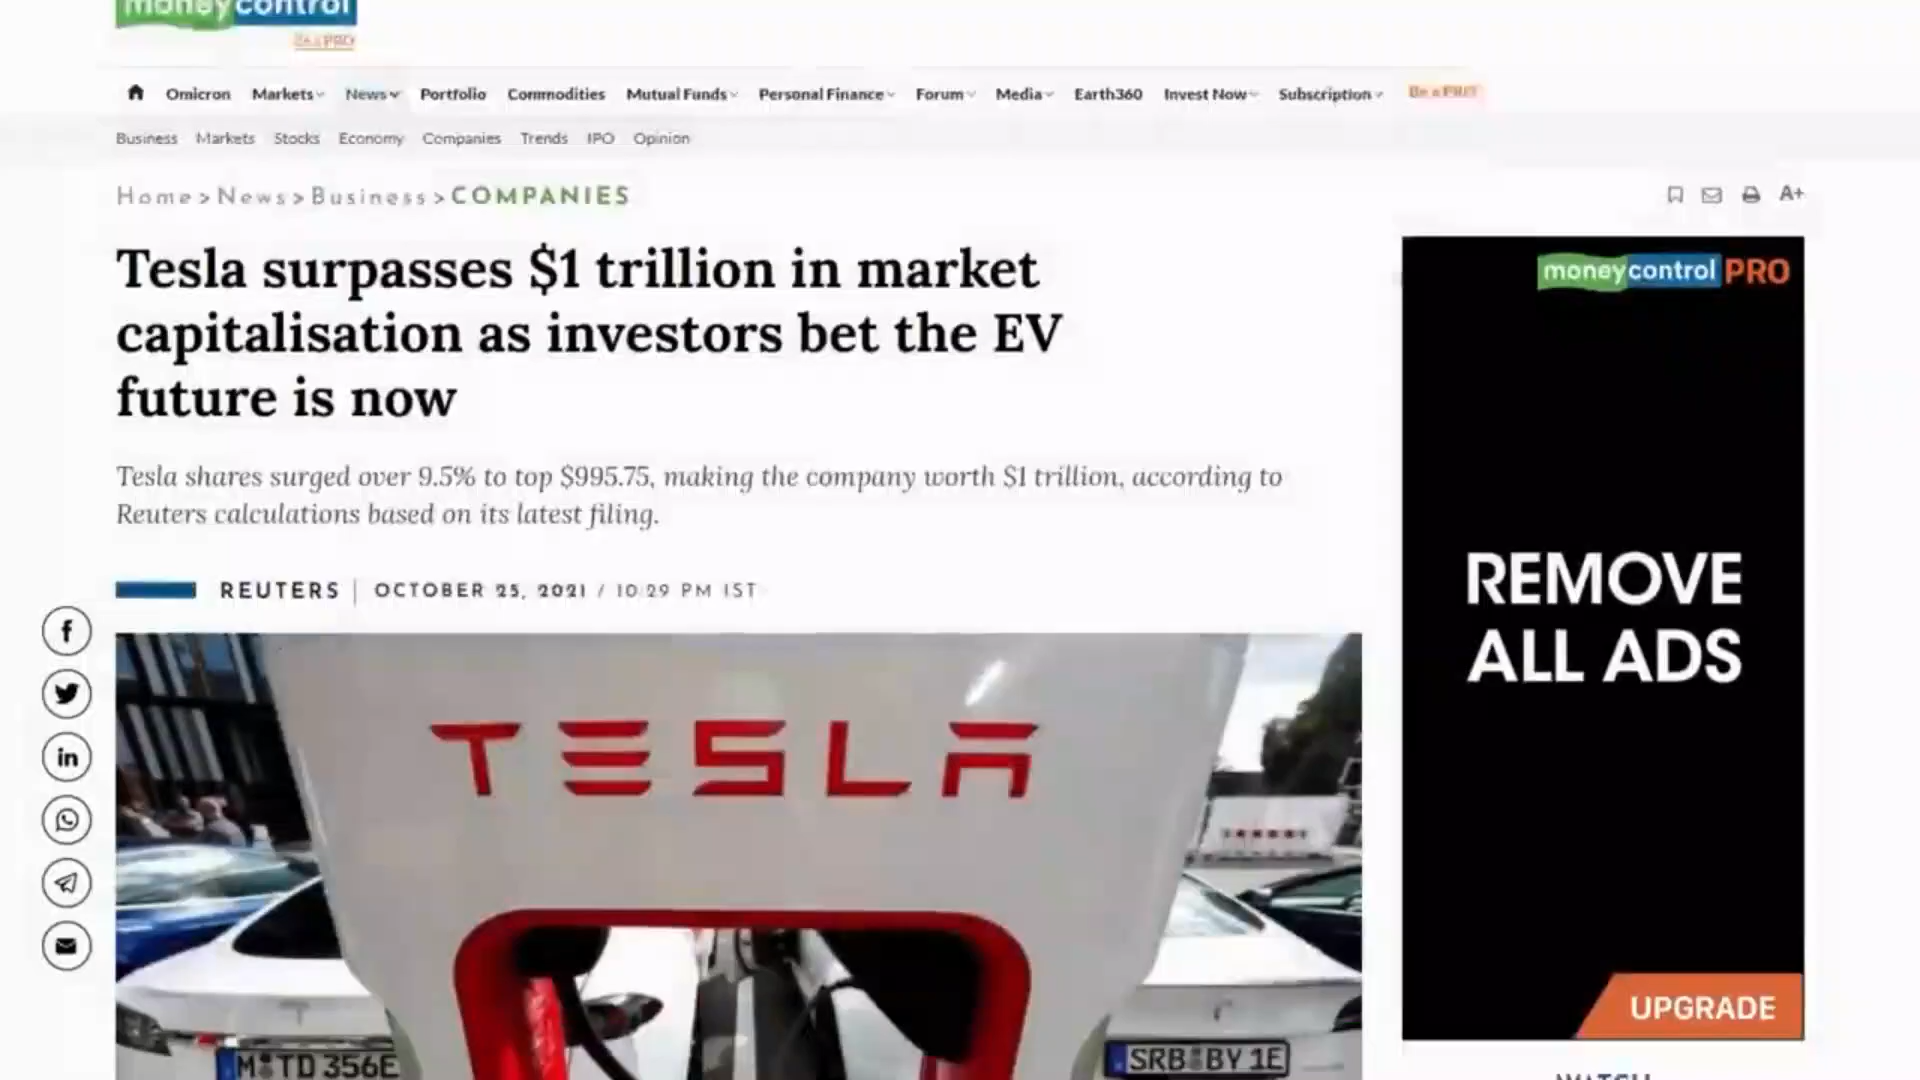 moneycontrol
Be a PRO
Omicron Markets News Portfolio Commodities Mutual Funds Personal Finance Forum Media Earth360 Invest Now Subscription Be a PRO
Business Markets Stocks Economy Companies Trends IPO Opinion
Home > News > Business > COMPANIES
A+
Tesla surpasses $1 trillion in market
capitalisation as investors bet the EV
future is now
Tesla shares surged over 9.5% to top $995.75, making the company worth $1 trillion, according to
Reuters calculations based on its latest filing.
REUTERS | OCTOBER 25, 2021 / 10:29 PM IST
TESLA
M TD 356E
SRB BY 1E
moneycontrol PRO
REMOVE
ALL ADS
UPGRADE